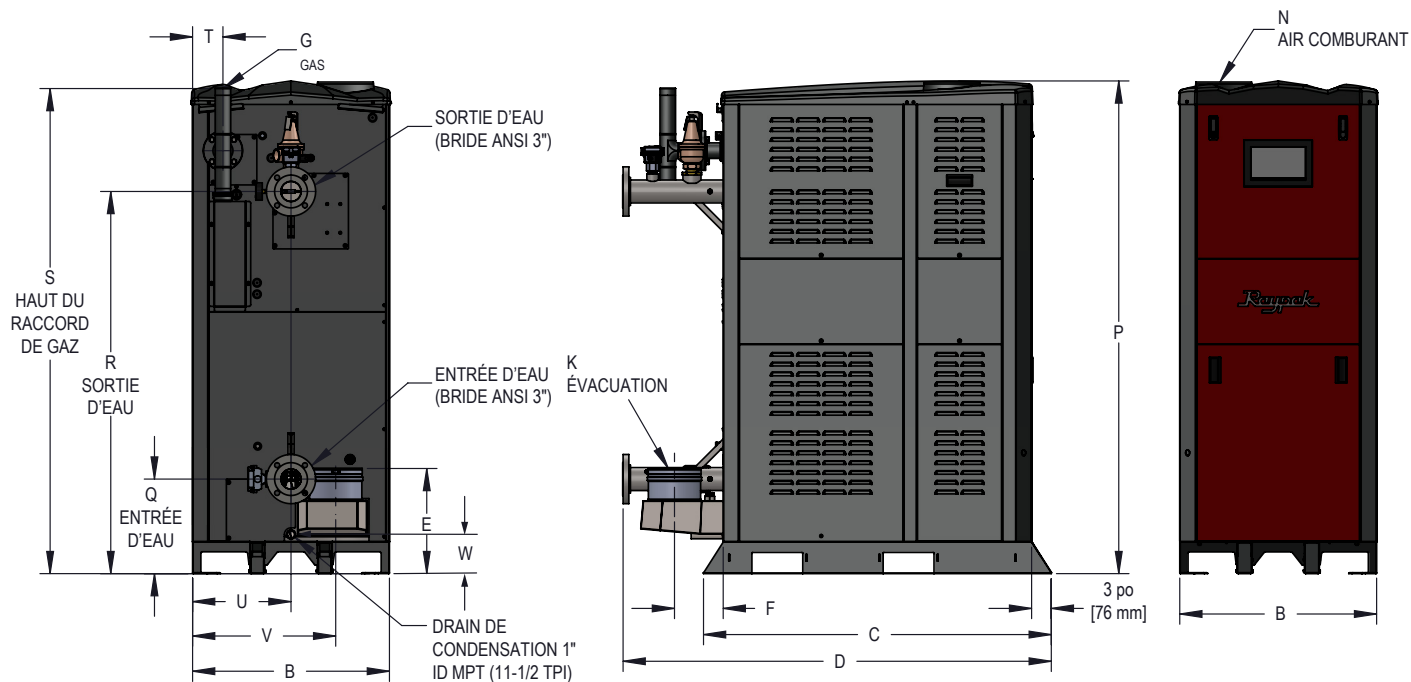 T
G
GAS
SORTIE D'EAU
(BRIDE ANSI 3")
S
HAUT DU
RACCORD
DE GAZ
R
SORTIE
D'EAU
ENTRÉE D'EAU
(BRIDE ANSI 3")
Q
ENTRÉE
D'EAU
E
W
U
V
B
DRAIN DE
CONDENSATION 1"
ID MPT (11-1/2 TPI)
K
ÉVACUATION
P
F
3 po
[76 mm]
C
D
N
AIR COMBURANT
Raypak
B